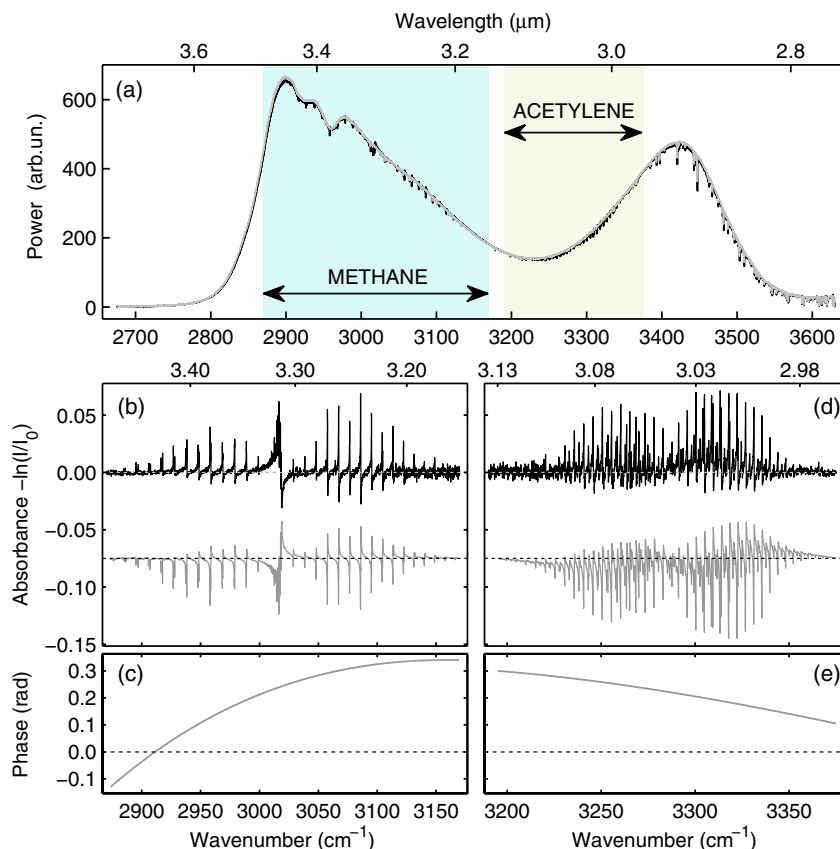 Wavelength (μm)
3.6 3.4 3.2 3.0 2.8
(a)
ACETYLENE
METHANE
Power (arb.un.)
600
400
200
0
2700 2800 2900 3000 3100 3200 3300 3400 3500 3600
3.40 3.30 3.20
3.13 3.08 3.03 2.98
(b)
(d)
Absorbance –ln(I/I0)
0.05
0.00
−0.05
−0.10
−0.15
(c)
(e)
Phase (rad)
0.3
0.2
0.1
0.0
−0.1
2900 2950 3000 3050 3100 3150
3200 3250 3300 3350
Wavenumber (cm−1)
Wavenumber (cm−1)